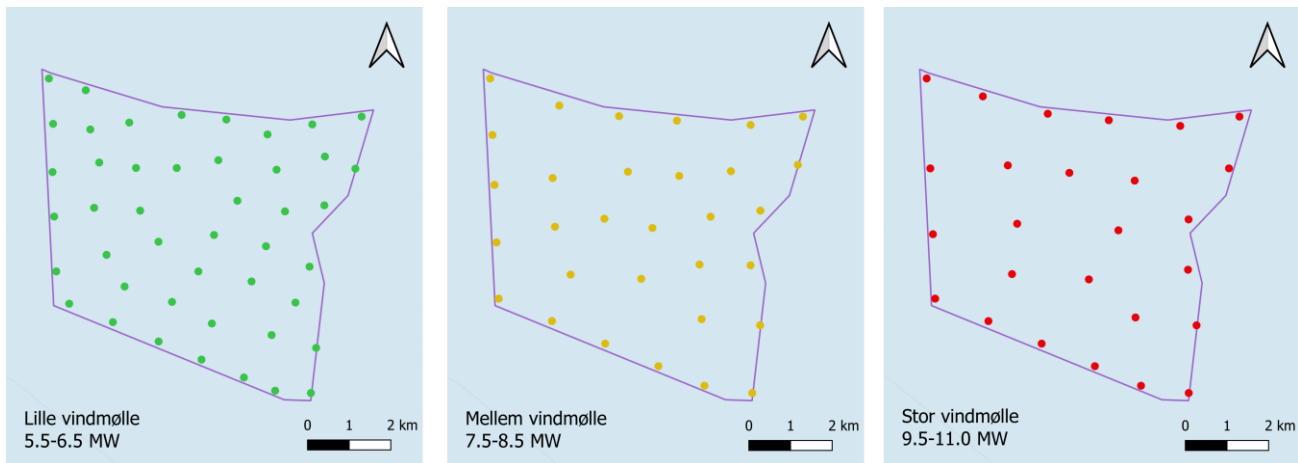 Lille vindmølle
5.5-6.5 MW
0 1 2 km
Mellem vindmølle
7.5-8.5 MW
0 1 2 km
Stor vindmølle
9.5-11.0 MW
0 1 2 km